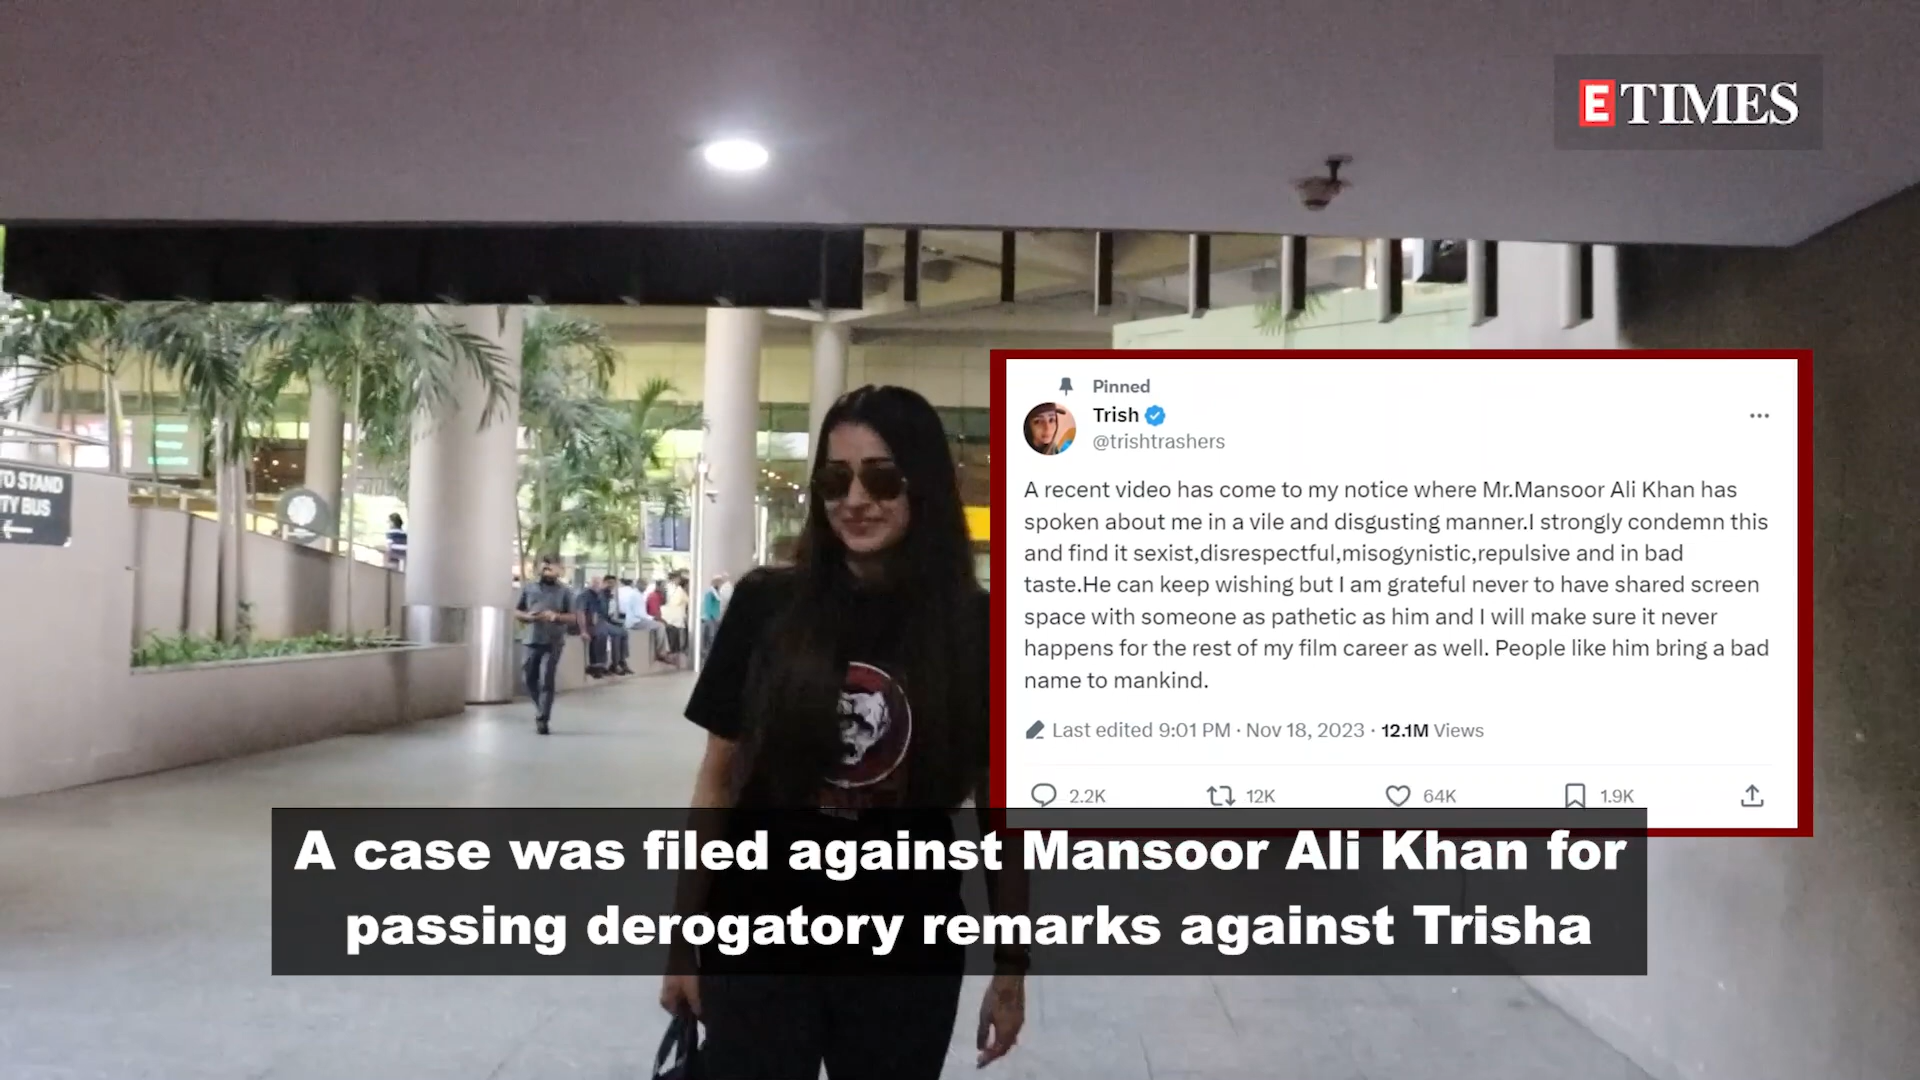 E TIMES
TO STAND
TY BUS
Pinned
Trish
@trishtrashers
A recent video has come to my notice where Mr.Mansoor Ali Khan has
spoken about me in a vile and disgusting manner.I strongly condemn this
and find it sexist,disrespectful,misogynistic,repulsive and in bad
taste.He can keep wishing but I am grateful never to have shared screen
space with someone as pathetic as him and I will make sure it never
happens for the rest of my film career as well. People like him bring a bad
name to mankind.
Last edited 9:01 PM · Nov 18, 2023 · 12.1M Views
2.2K 12K 64K 1.9K
A case was filed against Mansoor Ali Khan for
passing derogatory remarks against Trisha